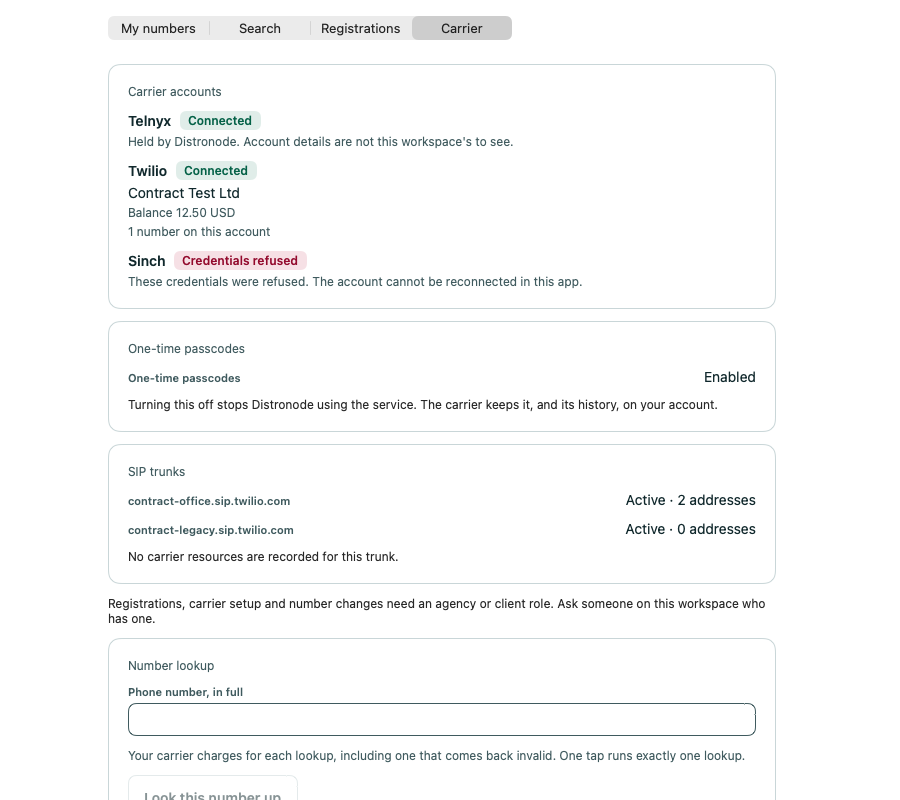 My numbers
Search
Registrations
Carrier
Carrier accounts
Telnyx Connected
Held by Distronode. Account details are not this workspace's to see.
Twilio Connected
Contract Test Ltd
Balance 12.50 USD
1 number on this account
Sinch Credentials refused
These credentials were refused. The account cannot be reconnected in this app.
One-time passcodes
One-time passcodes Enabled
Turning this off stops Distronode using the service. The carrier keeps it, and its history, on your account.
SIP trunks
contract-office.sip.twilio.com Active · 2 addresses
contract-legacy.sip.twilio.com Active · 0 addresses
No carrier resources are recorded for this trunk.
Registrations, carrier setup and number changes need an agency or client role. Ask someone on this workspace who
has one.
Number lookup
Phone number, in full
Your carrier charges for each lookup, including one that comes back invalid. One tap runs exactly one lookup.
Look this number up